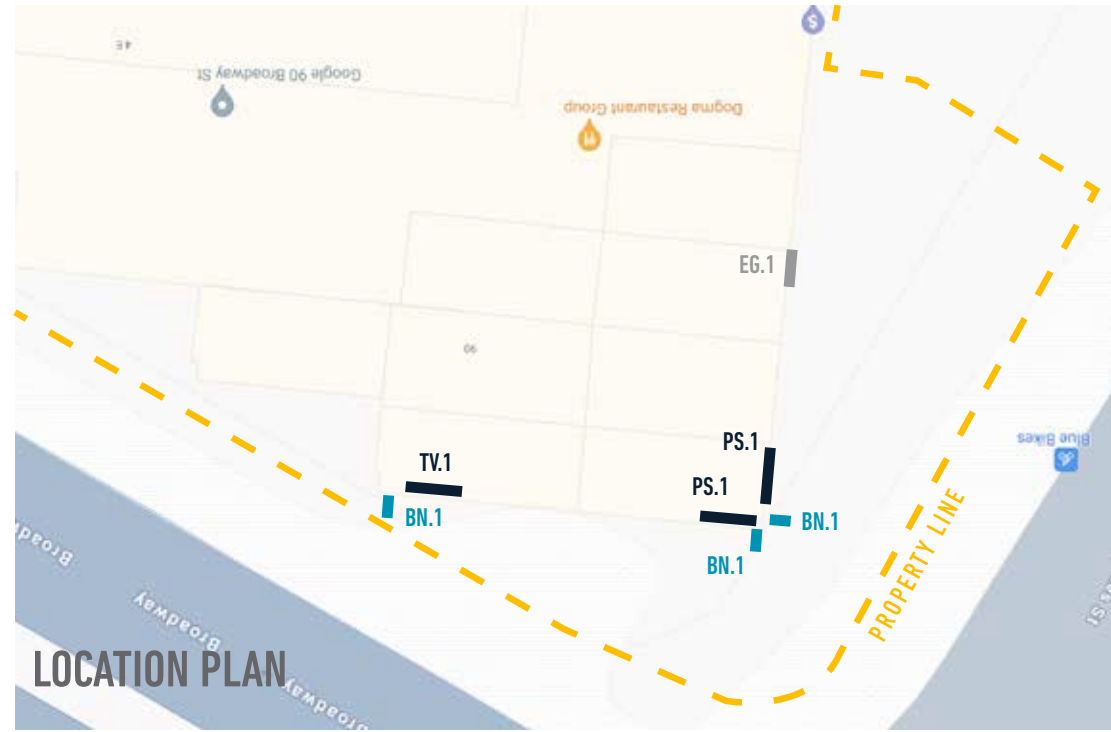 4E
Google 90 Broadway St
Dogma Restaurant Group
EG.1
90
Blue Bikes
PS.1
TV.1
PS.1
BN.1
BN.1
BN.1
PROPERTY LINE
Broadway
Broadway
LOCATION PLAN
Broadway